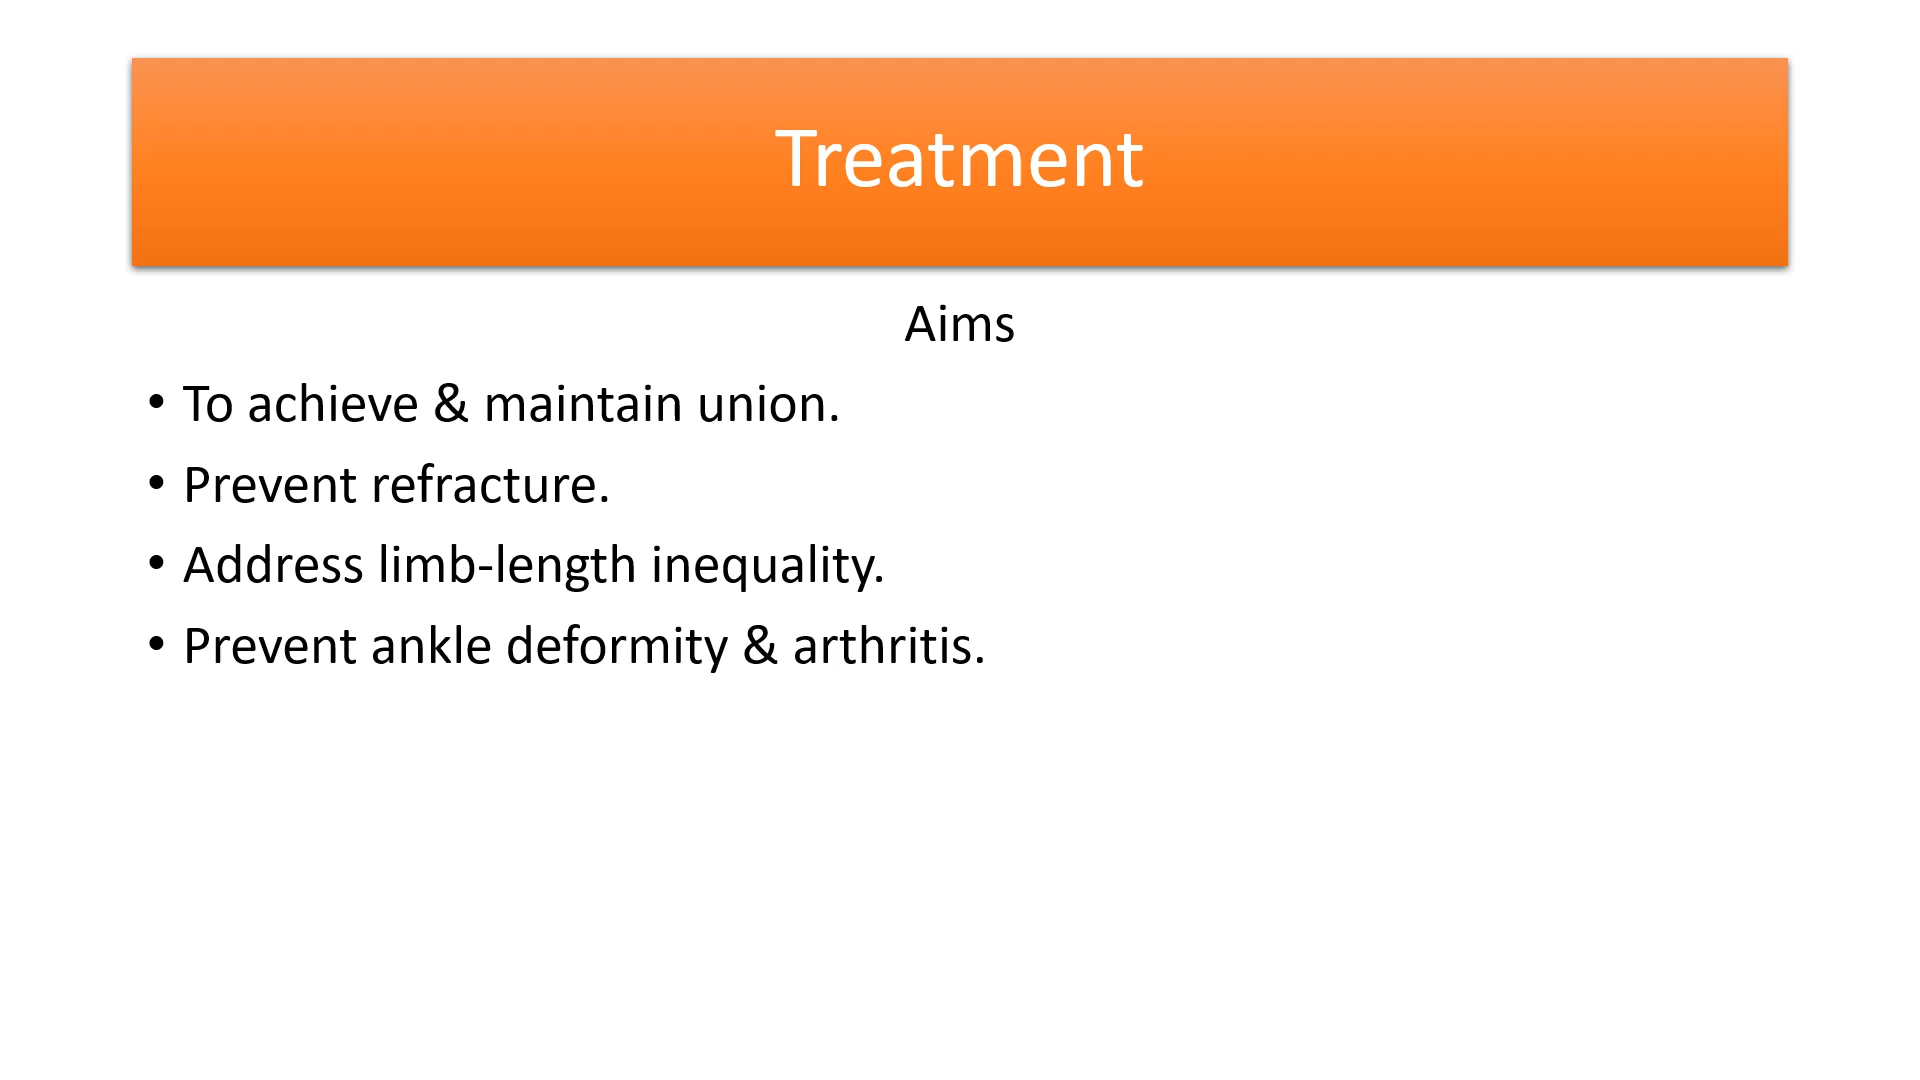 Treatment
Aims
• To achieve & maintain union.
• Prevent refracture.
• Address limb-length inequality.
• Prevent ankle deformity & arthritis.